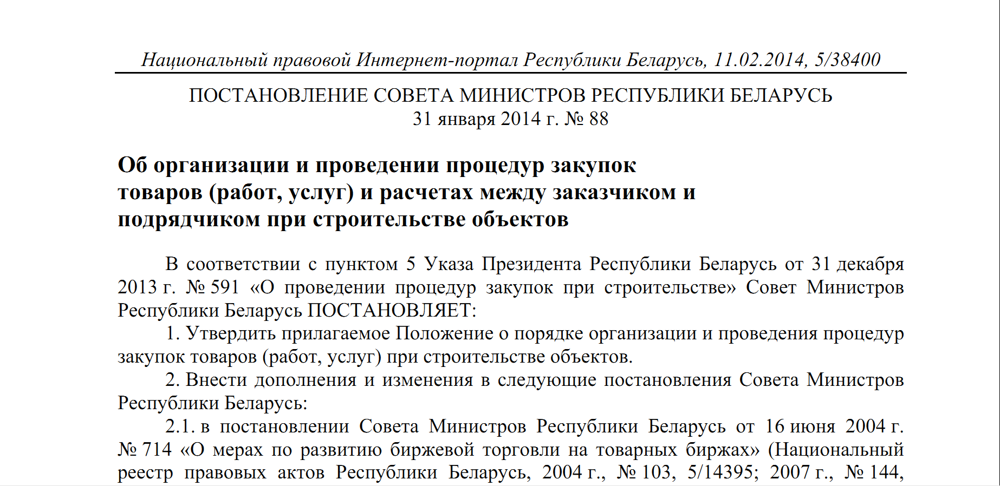 Национальный правовой Интернет-портал Республики Беларусь, 11.02.2014, 5/38400
ПОСТАНОВЛЕНИЕ СОВЕТА МИНИСТРОВ РЕСПУБЛИКИ БЕЛАРУСЬ
31 января 2014 г. № 88
Об организации и проведении процедур закупок
товаров (работ, услуг) и расчетах между заказчиком и
подрядчиком при строительстве объектов
В соответствии с пунктом 5 Указа Президента Республики Беларусь от 31 декабря
2013 г. № 591 «О проведении процедур закупок при строительстве» Совет Министров
Республики Беларусь ПОСТАНОВЛЯЕТ:
1. Утвердить прилагаемое Положение о порядке организации и проведения процедур
закупок товаров (работ, услуг) при строительстве объектов.
2. Внести дополнения и изменения в следующие постановления Совета Министров
Республики Беларусь:
2.1. в постановлении Совета Министров Республики Беларусь от 16 июня 2004 г.
№ 714 «О мерах по развитию биржевой торговли на товарных биржах» (Национальный
реестр правовых актов Республики Беларусь, 2004 г., № 103, 5/14395; 2007 г., № 144,